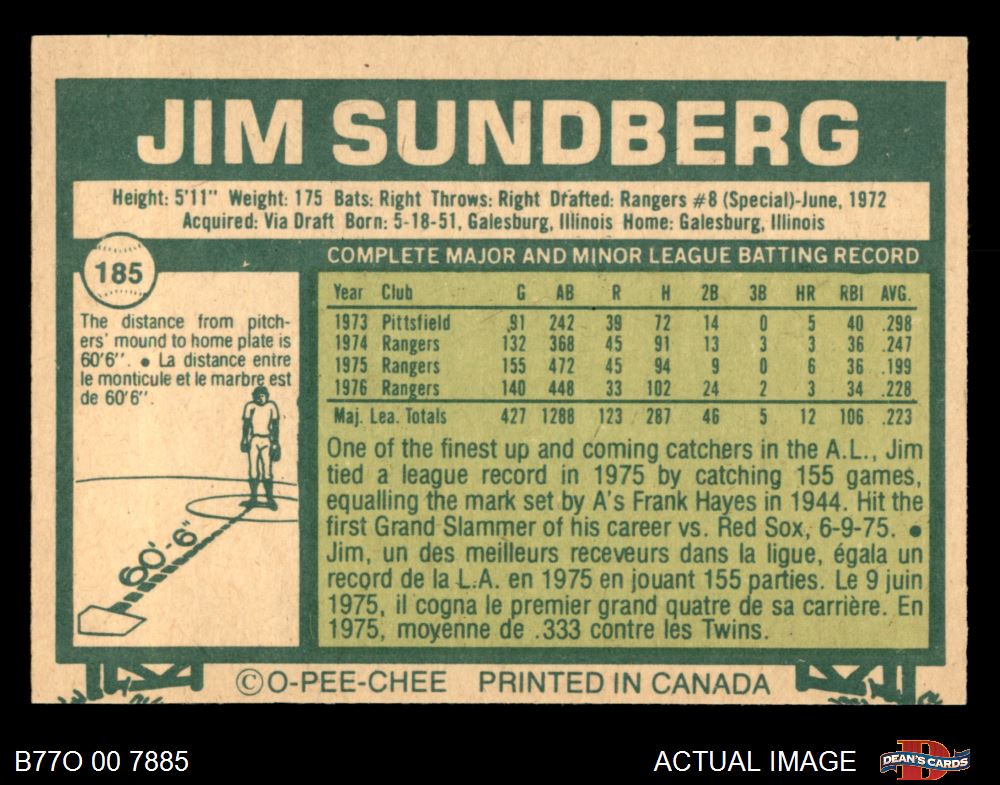 JIM SUNDBERG
Height: 5'11" Weight: 175 Bats: Right Throws: Right Drafted: Rangers #8 (Special)-June, 1972
Acquired: Via Draft Born: 5-18-51, Galesburg, Illinois Home: Galesburg, Illinois
185
The distance from pitch-
ers' mound to home plate is
60'6". • La distance entre
le monticule et le marbre est
de 60'6".
60'-6"
COMPLETE MAJOR AND MINOR LEAGUE BATTING RECORD
Year Club G AB R H 2B 3B HR RBI AVG.
1973 Pittsfield 91 242 39 72 14 0 5 40 .298
1974 Rangers 132 368 45 91 13 3 3 36 .247
1975 Rangers 155 472 45 94 9 0 6 36 .199
1976 Rangers 140 448 33 102 24 2 3 34 .228
Maj. Lea. Totals 427 1288 123 287 46 5 12 106 .223
One of the finest up and coming catchers in the A.L., Jim
tied a league record in 1975 by catching 155 games,
equalling the mark set by A's Frank Hayes in 1944. Hit the
first Grand Slammer of his career vs. Red Sox, 6-9-75. •
Jim, un des meilleurs receveurs dans la ligue, égala un
record de la L.A. en 1975 en jouant 155 parties. Le 9 juin
1975, il cogna le premier grand quatre de sa carrière. En
1975, moyenne de .333 contre les Twins.
©O-PEE-CHEE PRINTED IN CANADA
B77O 00 7885
ACTUAL IMAGE
D
DEAN'S CARDS